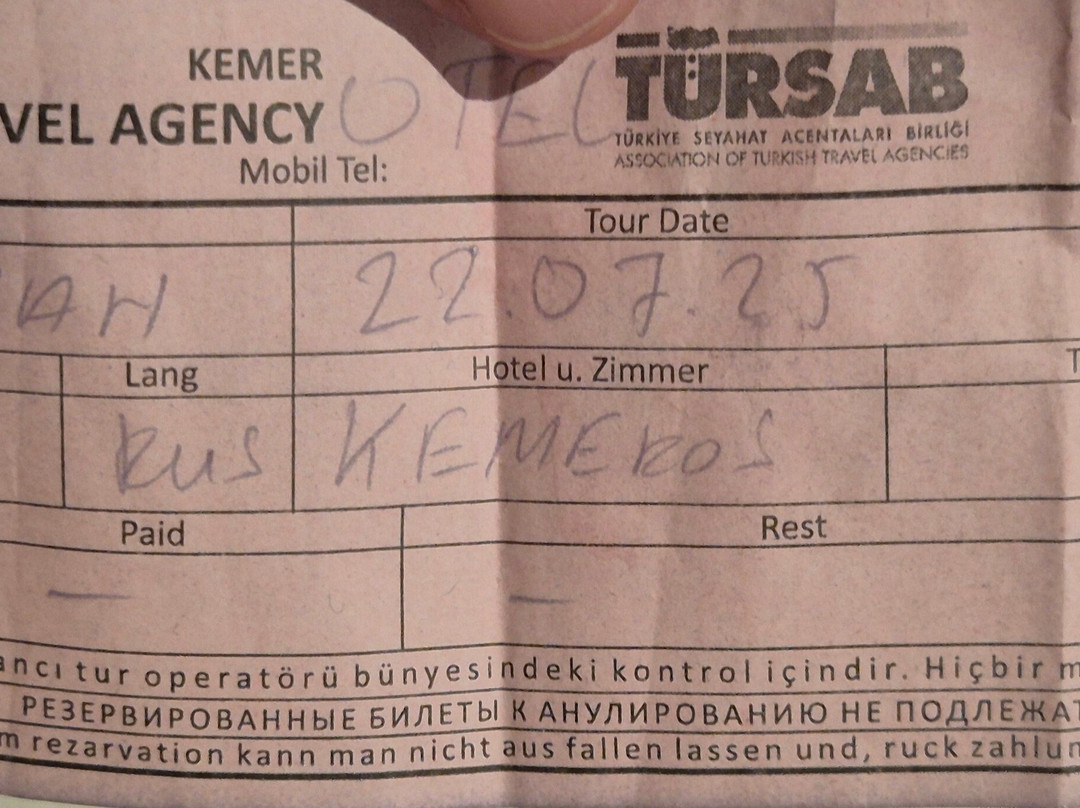 KEMER
VEL AGENCY OTEL
Mobil Tel:
TÜRSAB
TÜRKİYE SEYAHAT ACENTALARI BİRLİĞİ
ASSOCIATION OF TURKISH TRAVEL AGENCIES
Tour Date
AH 22.07.25
Lang Hotel u. Zimmer T
RUS KEMEROS
Paid Rest
— —
ancı tur operatörü bünyesindeki kontrol içindir. Hiçbir m
РЕЗЕРВИРОВАННЫЕ БИЛЕТЫ К АНУЛИРОВАНИЮ НЕ ПОДЛЕЖАТ
m rezarvation kann man nicht aus fallen lassen und, ruck zahlun